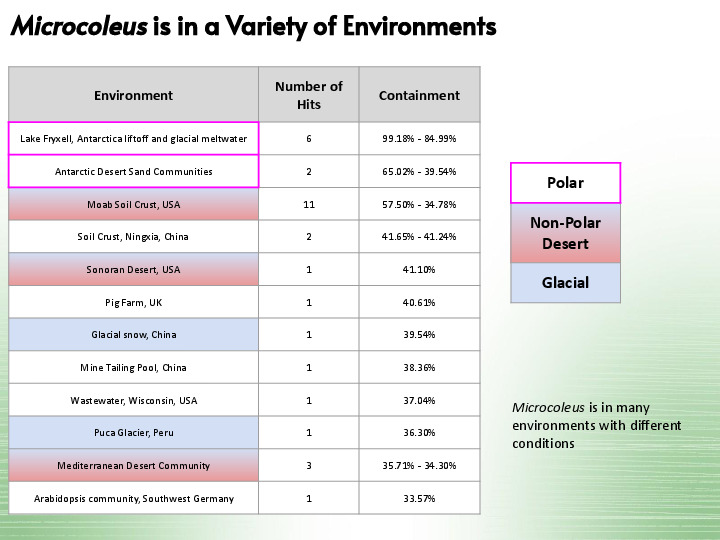 Microcoleus is in a Variety of Environments
Environment
Number of
Hits
Containment
Lake Fryxell, Antarctica liftoff and glacial meltwater
6
99.18% - 84.99%
Antarctic Desert Sand Communities
2
65.02% - 39.54%
Moab Soil Crust, USA
11
57.50% - 34.78%
Soil Crust, Ningxia, China
2
41.65% - 41.24%
Sonoran Desert, USA
1
41.10%
Pig Farm, UK
1
40.61%
Glacial snow, China
1
39.54%
Mine Tailing Pool, China
1
38.36%
Wastewater, Wisconsin, USA
1
37.04%
Puca Glacier, Peru
1
36.30%
Mediterranean Desert Community
3
35.71% - 34.30%
Arabidopsis community, Southwest Germany
1
33.57%
Polar
Non-Polar
Desert
Glacial
Microcoleus is in many
environments with different
conditions